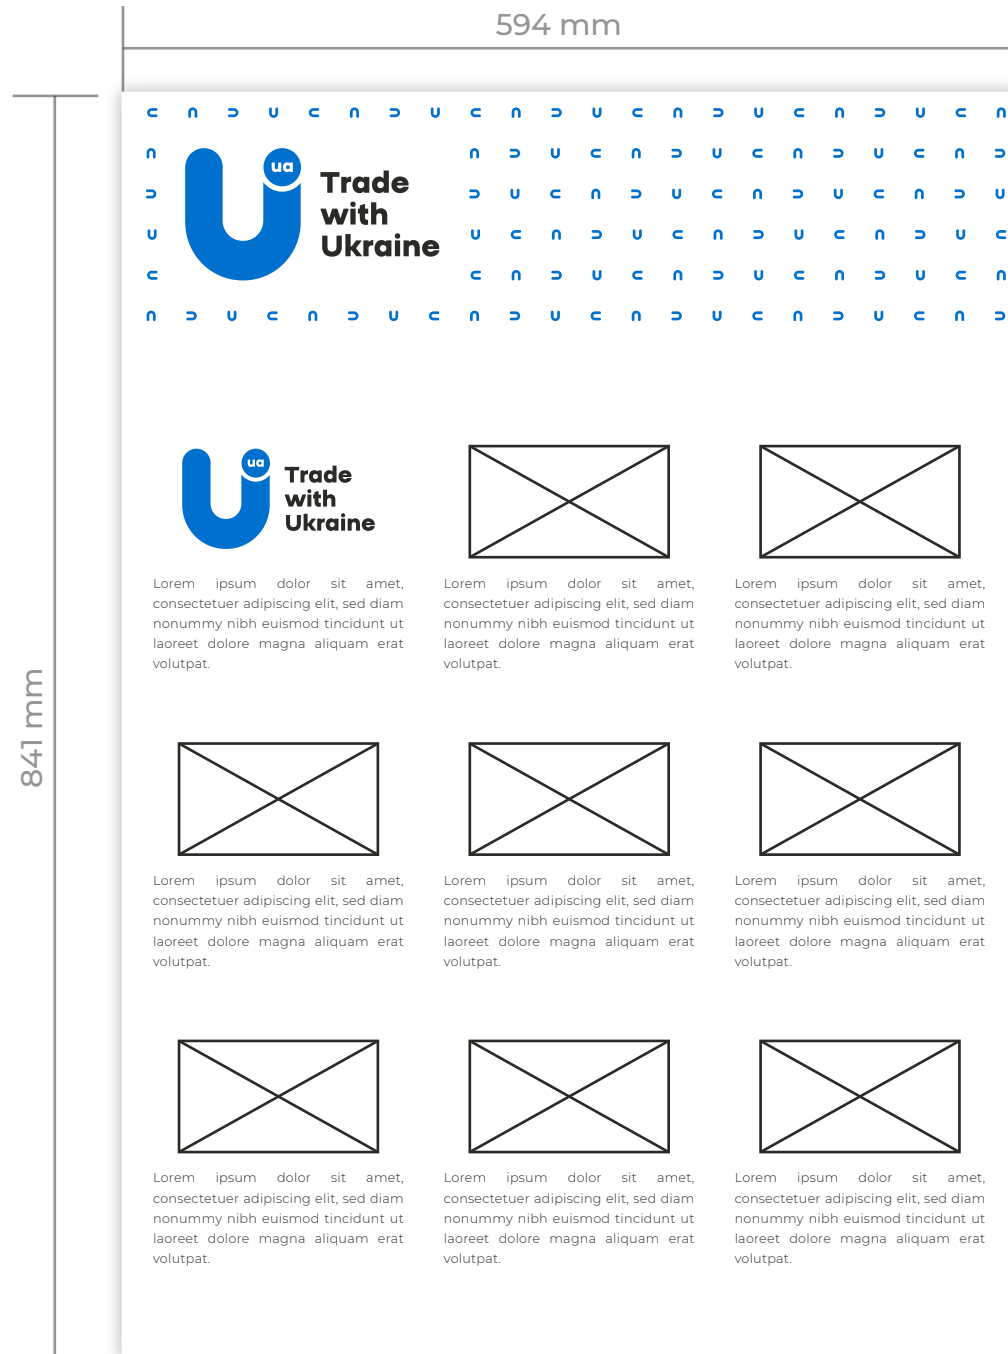 594 mm
841 mm
ua
Trade
with
Ukraine
ua
Trade
with
Ukraine
Lorem ipsum dolor sit amet,
consectetuer adipiscing elit, sed diam
nonummy nibh euismod tincidunt ut
laoreet dolore magna aliquam erat
volutpat.
Lorem ipsum dolor sit amet,
consectetuer adipiscing elit, sed diam
nonummy nibh euismod tincidunt ut
laoreet dolore magna aliquam erat
volutpat.
Lorem ipsum dolor sit amet,
consectetuer adipiscing elit, sed diam
nonummy nibh euismod tincidunt ut
laoreet dolore magna aliquam erat
volutpat.
Lorem ipsum dolor sit amet,
consectetuer adipiscing elit, sed diam
nonummy nibh euismod tincidunt ut
laoreet dolore magna aliquam erat
volutpat.
Lorem ipsum dolor sit amet,
consectetuer adipiscing elit, sed diam
nonummy nibh euismod tincidunt ut
laoreet dolore magna aliquam erat
volutpat.
Lorem ipsum dolor sit amet,
consectetuer adipiscing elit, sed diam
nonummy nibh euismod tincidunt ut
laoreet dolore magna aliquam erat
volutpat.
Lorem ipsum dolor sit amet,
consectetuer adipiscing elit, sed diam
nonummy nibh euismod tincidunt ut
laoreet dolore magna aliquam erat
volutpat.
Lorem ipsum dolor sit amet,
consectetuer adipiscing elit, sed diam
nonummy nibh euismod tincidunt ut
laoreet dolore magna aliquam erat
volutpat.
Lorem ipsum dolor sit amet,
consectetuer adipiscing elit, sed diam
nonummy nibh euismod tincidunt ut
laoreet dolore magna aliquam erat
volutpat.